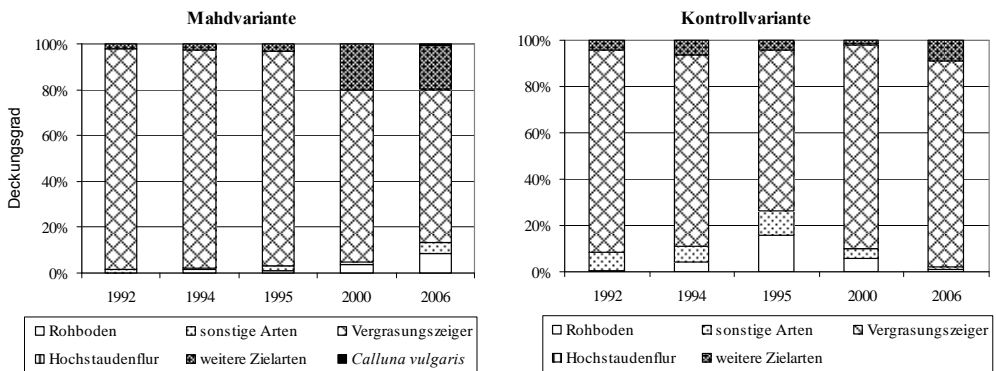 Mahdvariante
100%
80%
60%
40%
20%
0%
Deckungsgrad
1992 1994 1995 2000 2006
Rohboden sonstige Arten Vergrasungszeiger
Hochstaudenflur weitere Zielarten Calluna vulgaris
Kontrollvariante
100%
80%
60%
40%
20%
0%
1992 1994 1995 2000 2006
Rohboden sonstige Arten Vergrasungszeiger
Hochstaudenflur weitere Zielarten